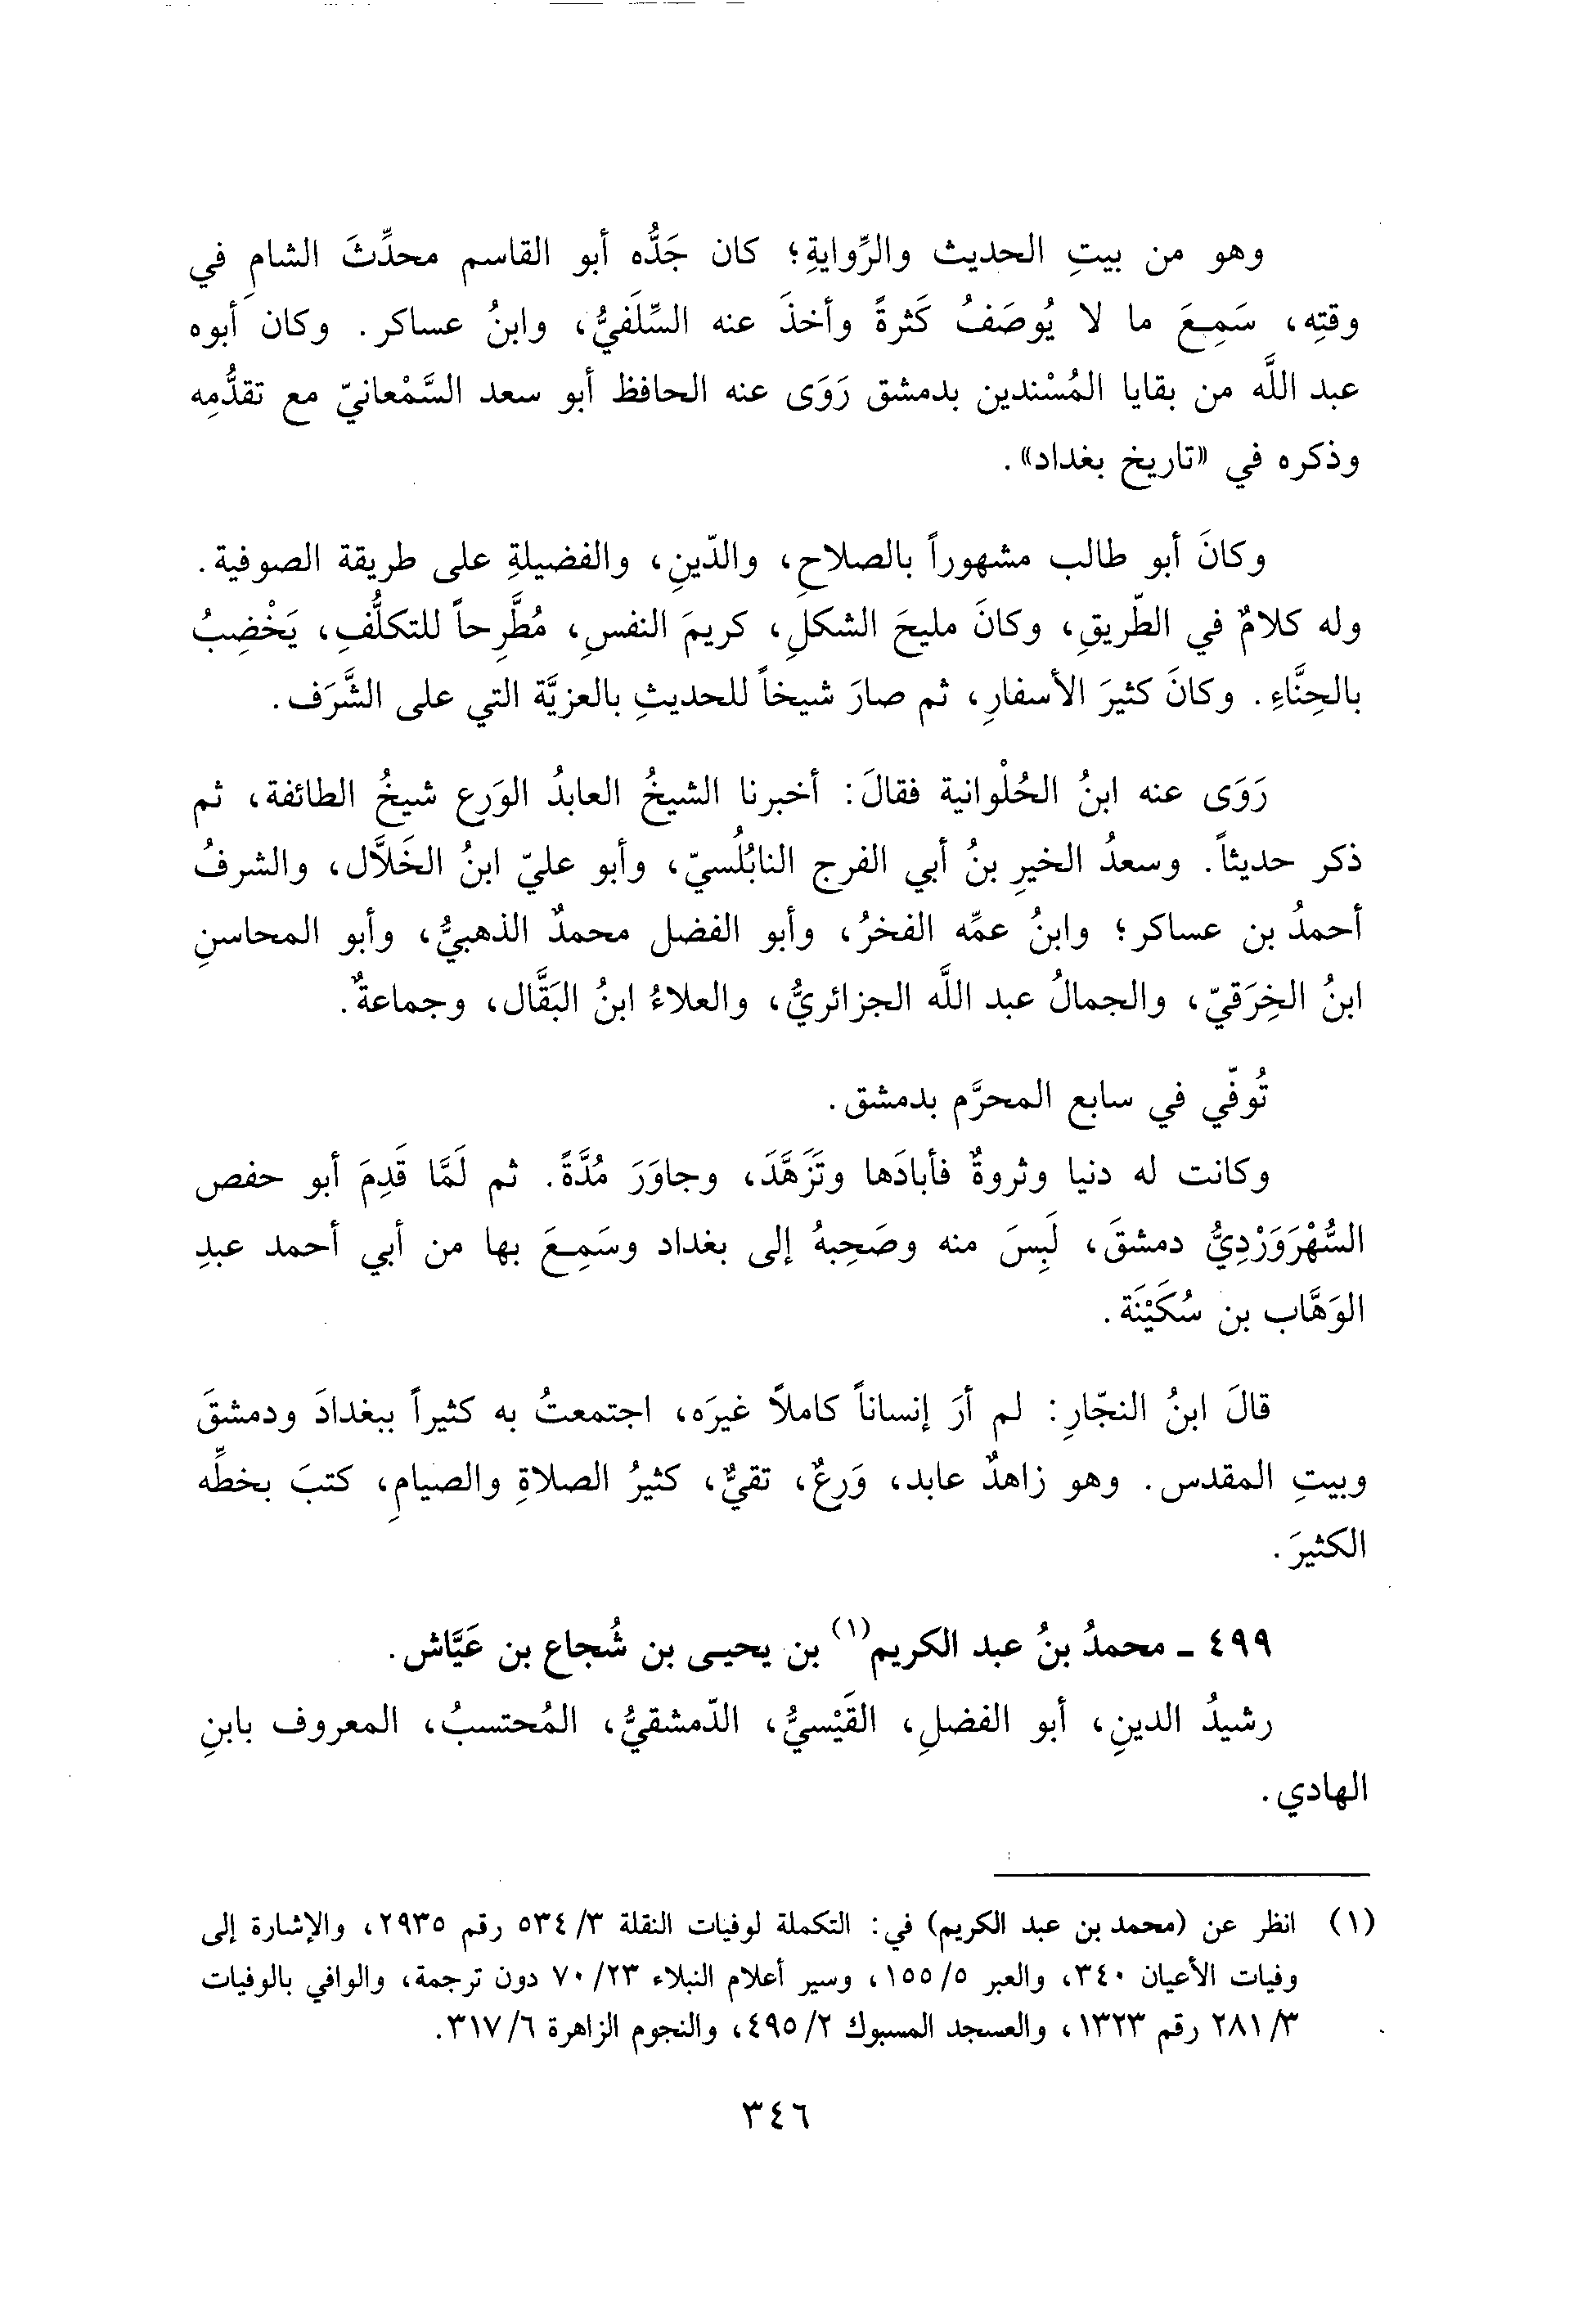 وهو من بيتِ الحديث والرِّوايةِ؛ كان جَدُّه أبو القاسم محدِّثَ الشامِ في
وقتِه، سَمِعَ ما لا يُوصَفُ كَثرةً وأخذَ عنه السِّلَفيُّ، وابنُ عساكر. وكان أبوه
عبد اللَّه من بقايا المُسْندين بدمشق رَوَى عنه الحافظ أبو سعد السَّمْعانيّ مع تقدُّمِه
وذكره في «تاريخ بغداد».
وكانَ أبو طالب مشهوراً بالصلاحِ، والدّينِ، والفضيلةِ على طريقة الصوفية.
وله كلامٌ في الطّريقِ، وكانَ مليحَ الشكلِ، كريمَ النفسِ، مُطَّرِحاً للتكلُّفِ، يَخْضِبُ
بالحِنَّاءِ. وكانَ كثيرَ الأسفارِ، ثم صارَ شيخاً للحديثِ بالعزيَّة التي على الشَّرَف.
رَوَى عنه ابنُ الحُلْوانية فقالَ: أخبرنا الشيخُ العابدُ الوَرِع شيخُ الطائفة، ثم
ذكر حديثاً. وسعدُ الخيرِ بنُ أبي الفرج النابُلُسيّ، وأبو عليّ ابنُ الخَلاَّل، والشرفُ
أحمدُ بن عساكر؛ وابنُ عمِّه الفخرُ، وأبو الفضل محمدٌ الذهبيُّ، وأبو المحاسنِ
ابنُ الخِرَقيّ، والجمالُ عبد اللَّه الجزائريُّ، والعلاءُ ابنُ البَقَّال، وجماعةٌ.
تُوفّي في سابع المحرَّم بدمشق.
وكانت له دنيا وثروةٌ فأبادَها وتَزَهَّدَ، وجاوَرَ مُدَّةً. ثم لَمَّا قَدِمَ أبو حفص
السُّهْرَوَرْدِيُّ دمشقَ، لَبِسَ منه وصَحِبهُ إلى بغداد وسَمِعَ بها من أبي أحمد عبدِ
الوَهَّاب بن سُكَيْنَة.
قالَ ابنُ النجّارِ: لم أرَ إنساناً كاملاً غيرَه، اجتمعتُ به كثيراً ببغدادَ ودمشقَ
وبيتِ المقدس. وهو زاهدٌ عابد، وَرِعٌ، تقيٌّ، كثيرُ الصلاةِ والصيامِ، كتبَ بخطِّه
الكثيرَ.
٤٩٩ ـ محمدُ بنُ عبد الكريم(١) بن يحيى بن شُجاع بن عَيَّاش.
رشيدُ الدينِ، أبو الفضلِ، القَيْسيُّ، الدّمشقيُّ، المُحتسبُ، المعروف بابنِ
الهادي.
(١) انظر عن (محمد بن عبد الكريم) في: التكملة لوفيات النقلة ٣/ ٥٣٤ رقم ٢٩٣٥، والإشارة إلى
وفيات الأعيان ٣٤٠، والعبر ٥/ ١٥٥، وسير أعلام النبلاء ٢٣/ ٧٠ دون ترجمة، والوافي بالوفيات
٣/ ٢٨١ رقم ١٣٢٣، والعسجد المسبوك ٢/ ٤٩٥، والنجوم الزاهرة ٦/ ٣١٧.
٣٤٦